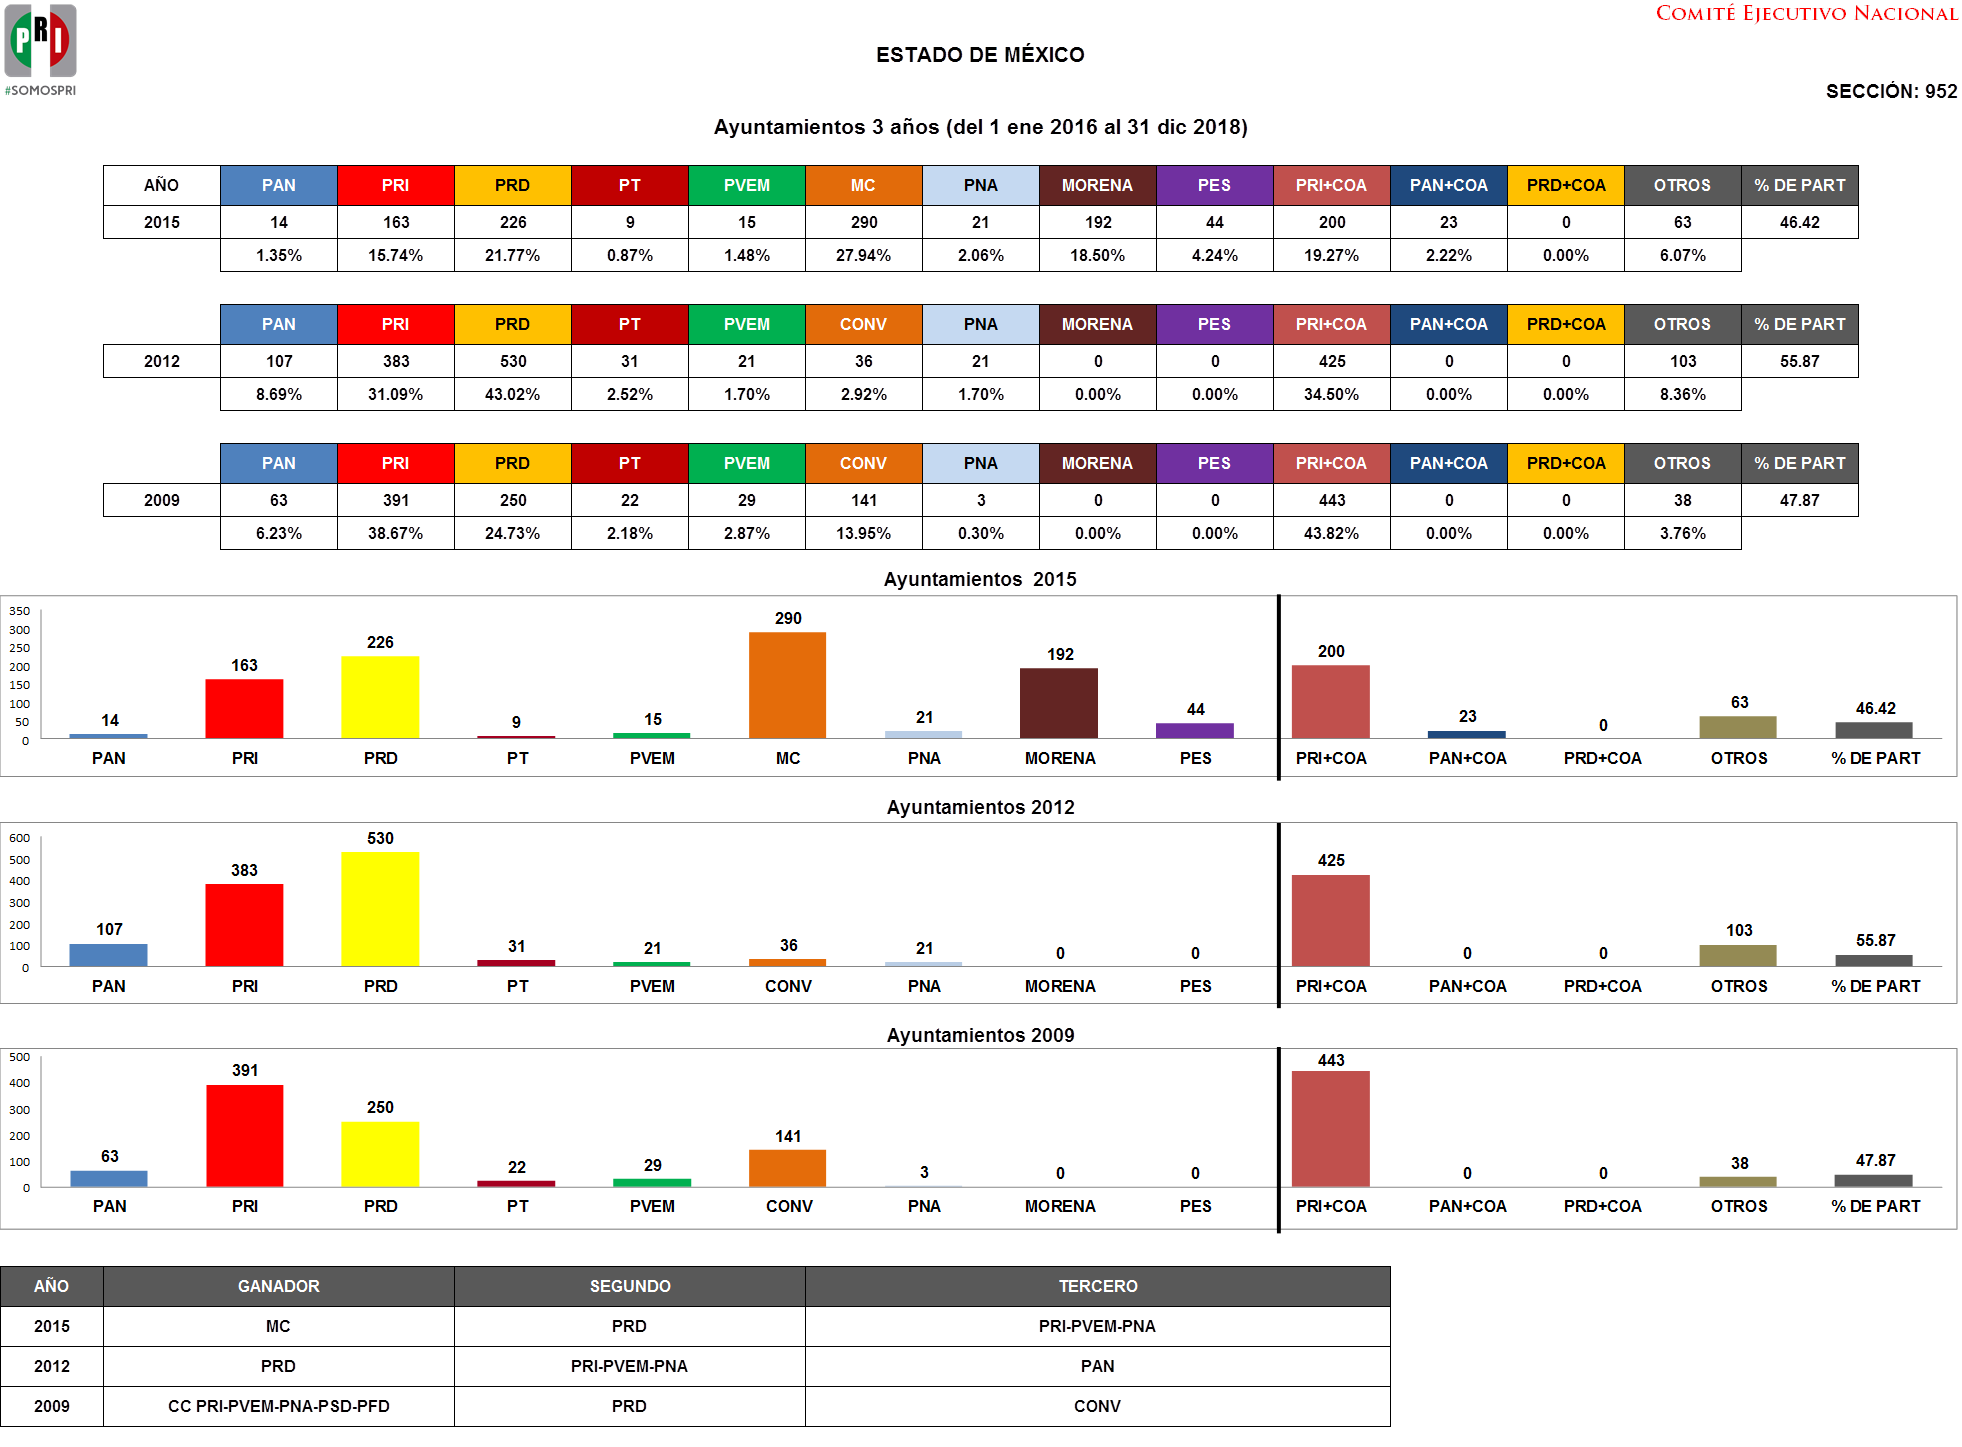 PRI
#SOMOSPRI
COMITÉ EJECUTIVO NACIONAL
ESTADO DE MÉXICO
SECCIÓN: 952
Ayuntamientos 3 años (del 1 ene 2016 al 31 dic 2018)
AÑO PAN PRI PRD PT PVEM MC PNA MORENA PES PRI+COA PAN+COA PRD+COA OTROS % DE PART
2015 14 163 226 9 15 290 21 192 44 200 23 0 63 46.42
1.35% 15.74% 21.77% 0.87% 1.48% 27.94% 2.06% 18.50% 4.24% 19.27% 2.22% 0.00% 6.07%
PAN PRI PRD PT PVEM CONV PNA MORENA PES PRI+COA PAN+COA PRD+COA OTROS % DE PART
2012 107 383 530 31 21 36 21 0 0 425 0 0 103 55.87
8.69% 31.09% 43.02% 2.52% 1.70% 2.92% 1.70% 0.00% 0.00% 34.50% 0.00% 0.00% 8.36%
PAN PRI PRD PT PVEM CONV PNA MORENA PES PRI+COA PAN+COA PRD+COA OTROS % DE PART
2009 63 391 250 22 29 141 3 0 0 443 0 0 38 47.87
6.23% 38.67% 24.73% 2.18% 2.87% 13.95% 0.30% 0.00% 0.00% 43.82% 0.00% 0.00% 3.76%
Ayuntamientos 2015
350
300
250
200
150
100
50
0
14 163 226 9 15 290 21 192 44 200 23 0 63 46.42
PAN PRI PRD PT PVEM MC PNA MORENA PES PRI+COA PAN+COA PRD+COA OTROS % DE PART
Ayuntamientos 2012
600
500
400
300
200
100
0
107 383 530 31 21 36 21 0 0 425 0 0 103 55.87
PAN PRI PRD PT PVEM CONV PNA MORENA PES PRI+COA PAN+COA PRD+COA OTROS % DE PART
Ayuntamientos 2009
500
400
300
200
100
0
63 391 250 22 29 141 3 0 0 443 0 0 38 47.87
PAN PRI PRD PT PVEM CONV PNA MORENA PES PRI+COA PAN+COA PRD+COA OTROS % DE PART
AÑO GANADOR SEGUNDO TERCERO
2015 MC PRD PRI-PVEM-PNA
2012 PRD PRI-PVEM-PNA PAN
2009 CC PRI-PVEM-PNA-PSD-PFD PRD CONV